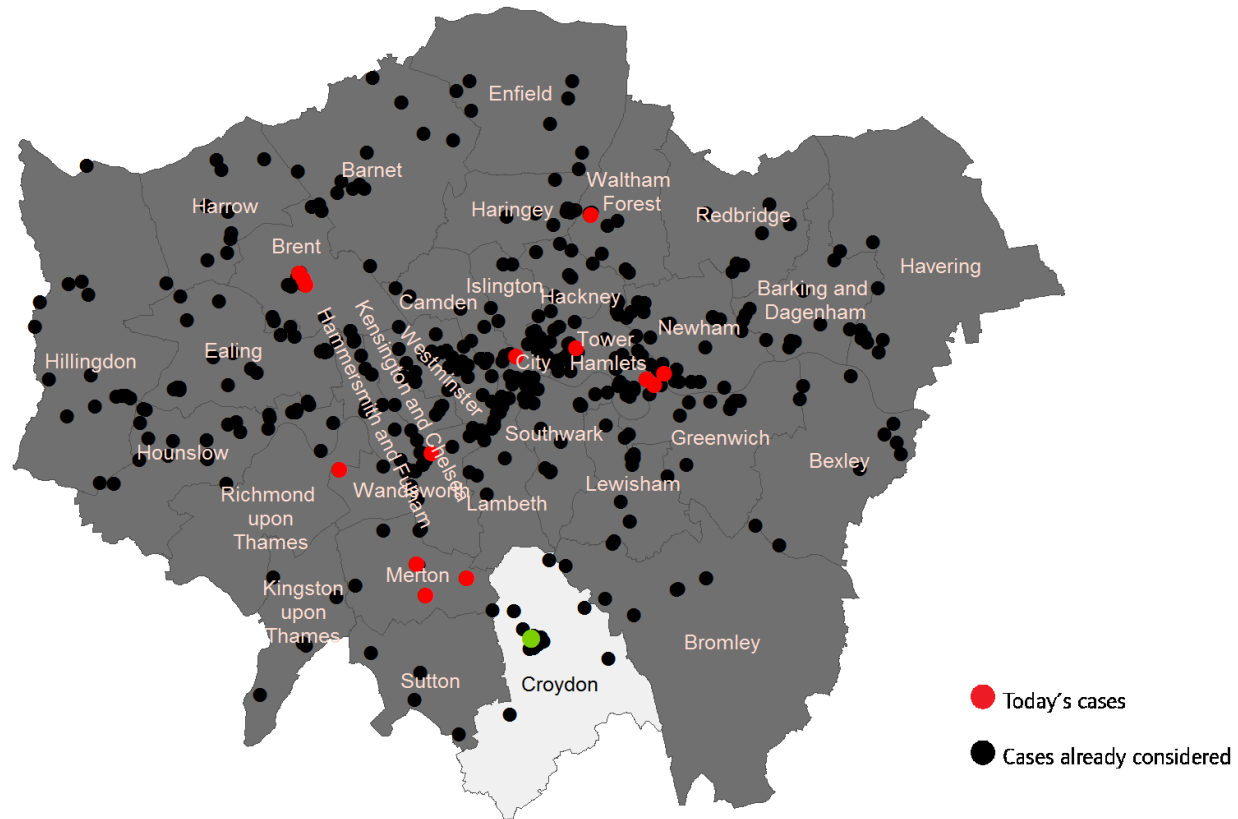 Enfield
Waltham
Forest
Barnet
Haringey
Redbridge
Harrow
Brent
Havering
Islington
Barking and
Dagenham
Camden
Hackney
Newham
Tower
Hamlets
City
Ealing
Hillingdon
Westminster
Kensington and Chelsea
Hammersmith and Fulham
Southwark
Greenwich
Hounslow
Bexley
Lewisham
Wandsworth
Lambeth
Richmond
upon
Thames
Merton
Kingston
upon
Thames
Bromley
Sutton
Croydon
Today´s cases
Cases already considered